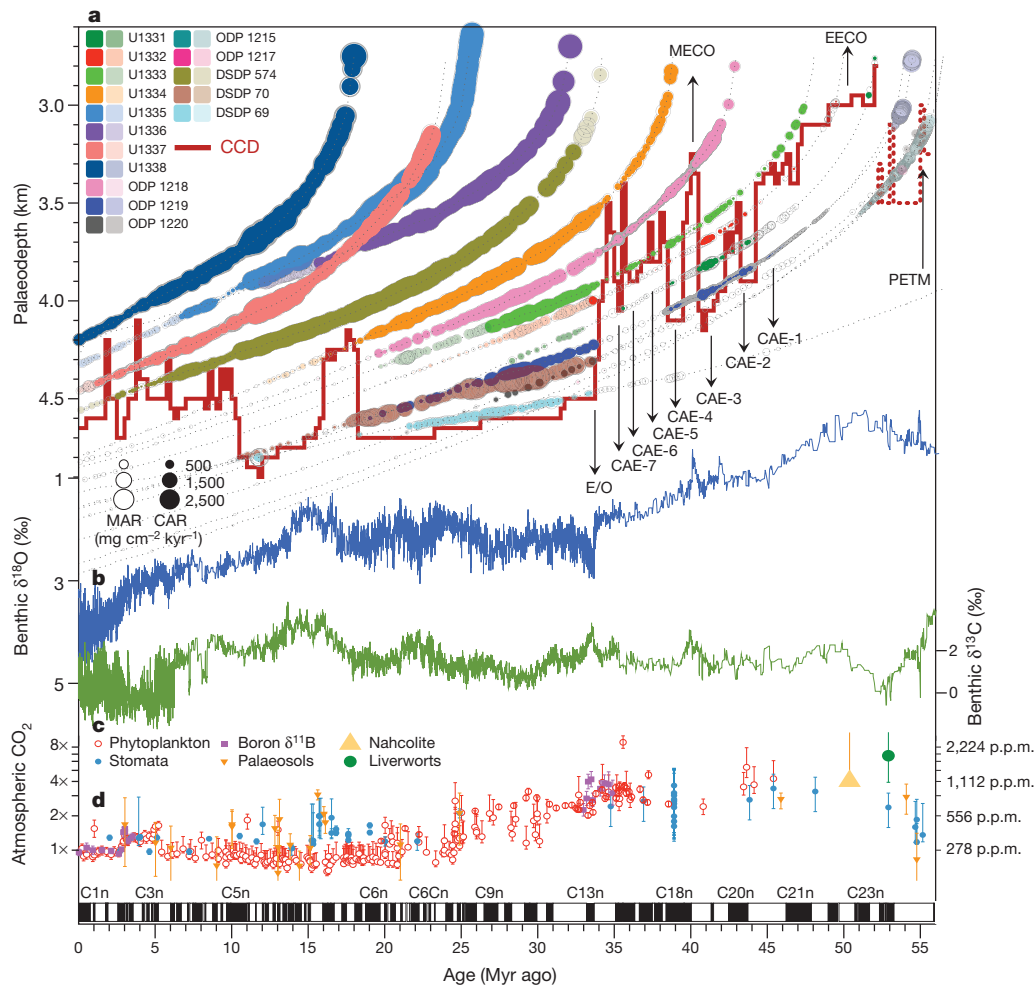 a
U1331
U1332
U1333
U1334
U1335
U1336
U1337
U1338
ODP 1218
ODP 1219
ODP 1220
ODP 1215
ODP 1217
DSDP 574
DSDP 70
DSDP 69
CCD
MECO
EECO
PETM
CAE-1
CAE-2
CAE-3
CAE-4
CAE-5
CAE-6
CAE-7
E/O
Palaeodepth (km)
3.0
3.5
4.0
4.5
500
1,500
2,500
MAR CAR
(mg cm⁻² kyr⁻¹)
b
Benthic δ¹⁸O (‰)
1
3
5
Benthic δ¹³C (‰)
2
0
c
Phytoplankton
Stomata
Boron δ¹¹B
Palaeosols
Nahcolite
Liverworts
d
Atmospheric CO₂
8×
4×
2×
1×
2,224 p.p.m.
1,112 p.p.m.
556 p.p.m.
278 p.p.m.
C1n C3n C5n C6n C6Cn C9n C13n C18n C20n C21n C23n
0 5 10 15 20 25 30 35 40 45 50 55
Age (Myr ago)